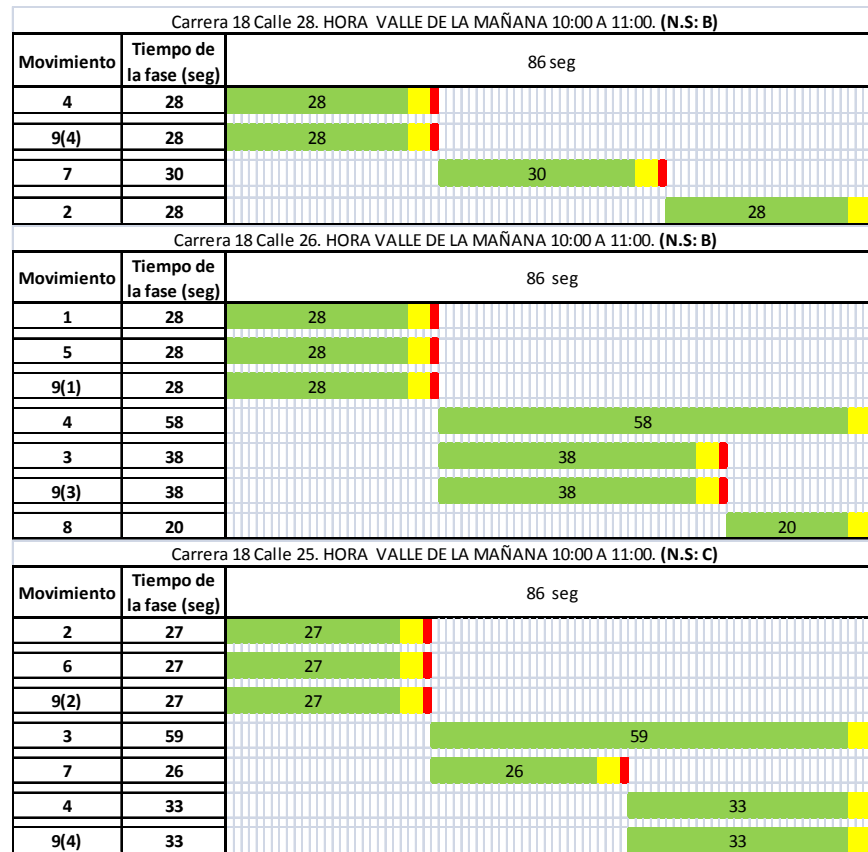 Carrera 18 Calle 28. HORA VALLE DE LA MAÑANA 10:00 A 11:00. (N.S: B)
Movimiento Tiempo de la fase (seg) 86 seg
4 28 28
9(4) 28 28
7 30 30
2 28 28
Carrera 18 Calle 26. HORA VALLE DE LA MAÑANA 10:00 A 11:00. (N.S: B)
Movimiento Tiempo de la fase (seg) 86 seg
1 28 28
5 28 28
9(1) 28 28
4 58 58
3 38 38
9(3) 38 38
8 20 20
Carrera 18 Calle 25. HORA VALLE DE LA MAÑANA 10:00 A 11:00. (N.S: C)
Movimiento Tiempo de la fase (seg) 86 seg
2 27 27
6 27 27
9(2) 27 27
3 59 59
7 26 26
4 33 33
9(4) 33 33